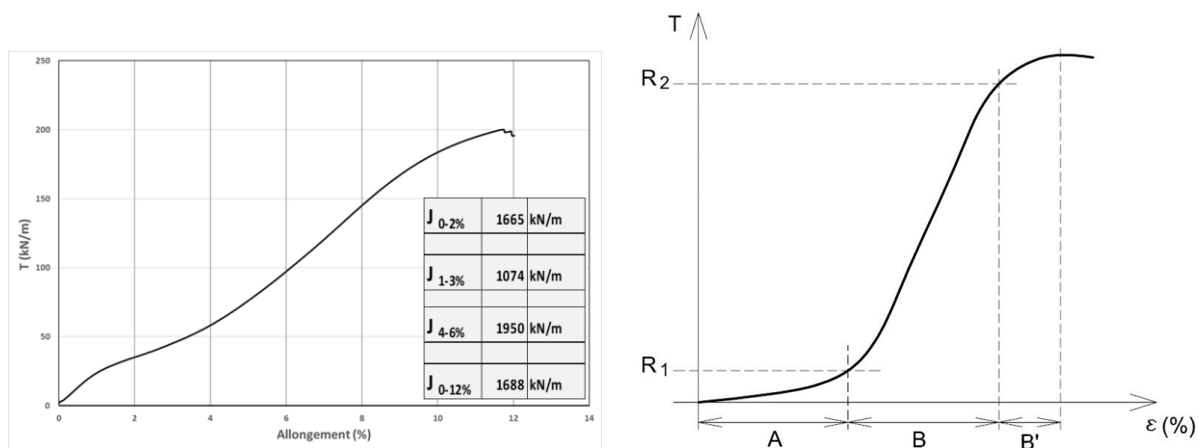 250
200
150
100
50
0
T (kN/m)
0 2 4 6 8 10 12 14
Allongement (%)
J 0-2% 1665 kN/m
J 1-3% 1074 kN/m
J 4-6% 1950 kN/m
J 0-12% 1688 kN/m
T
R2
R1
A B B' ε (%)